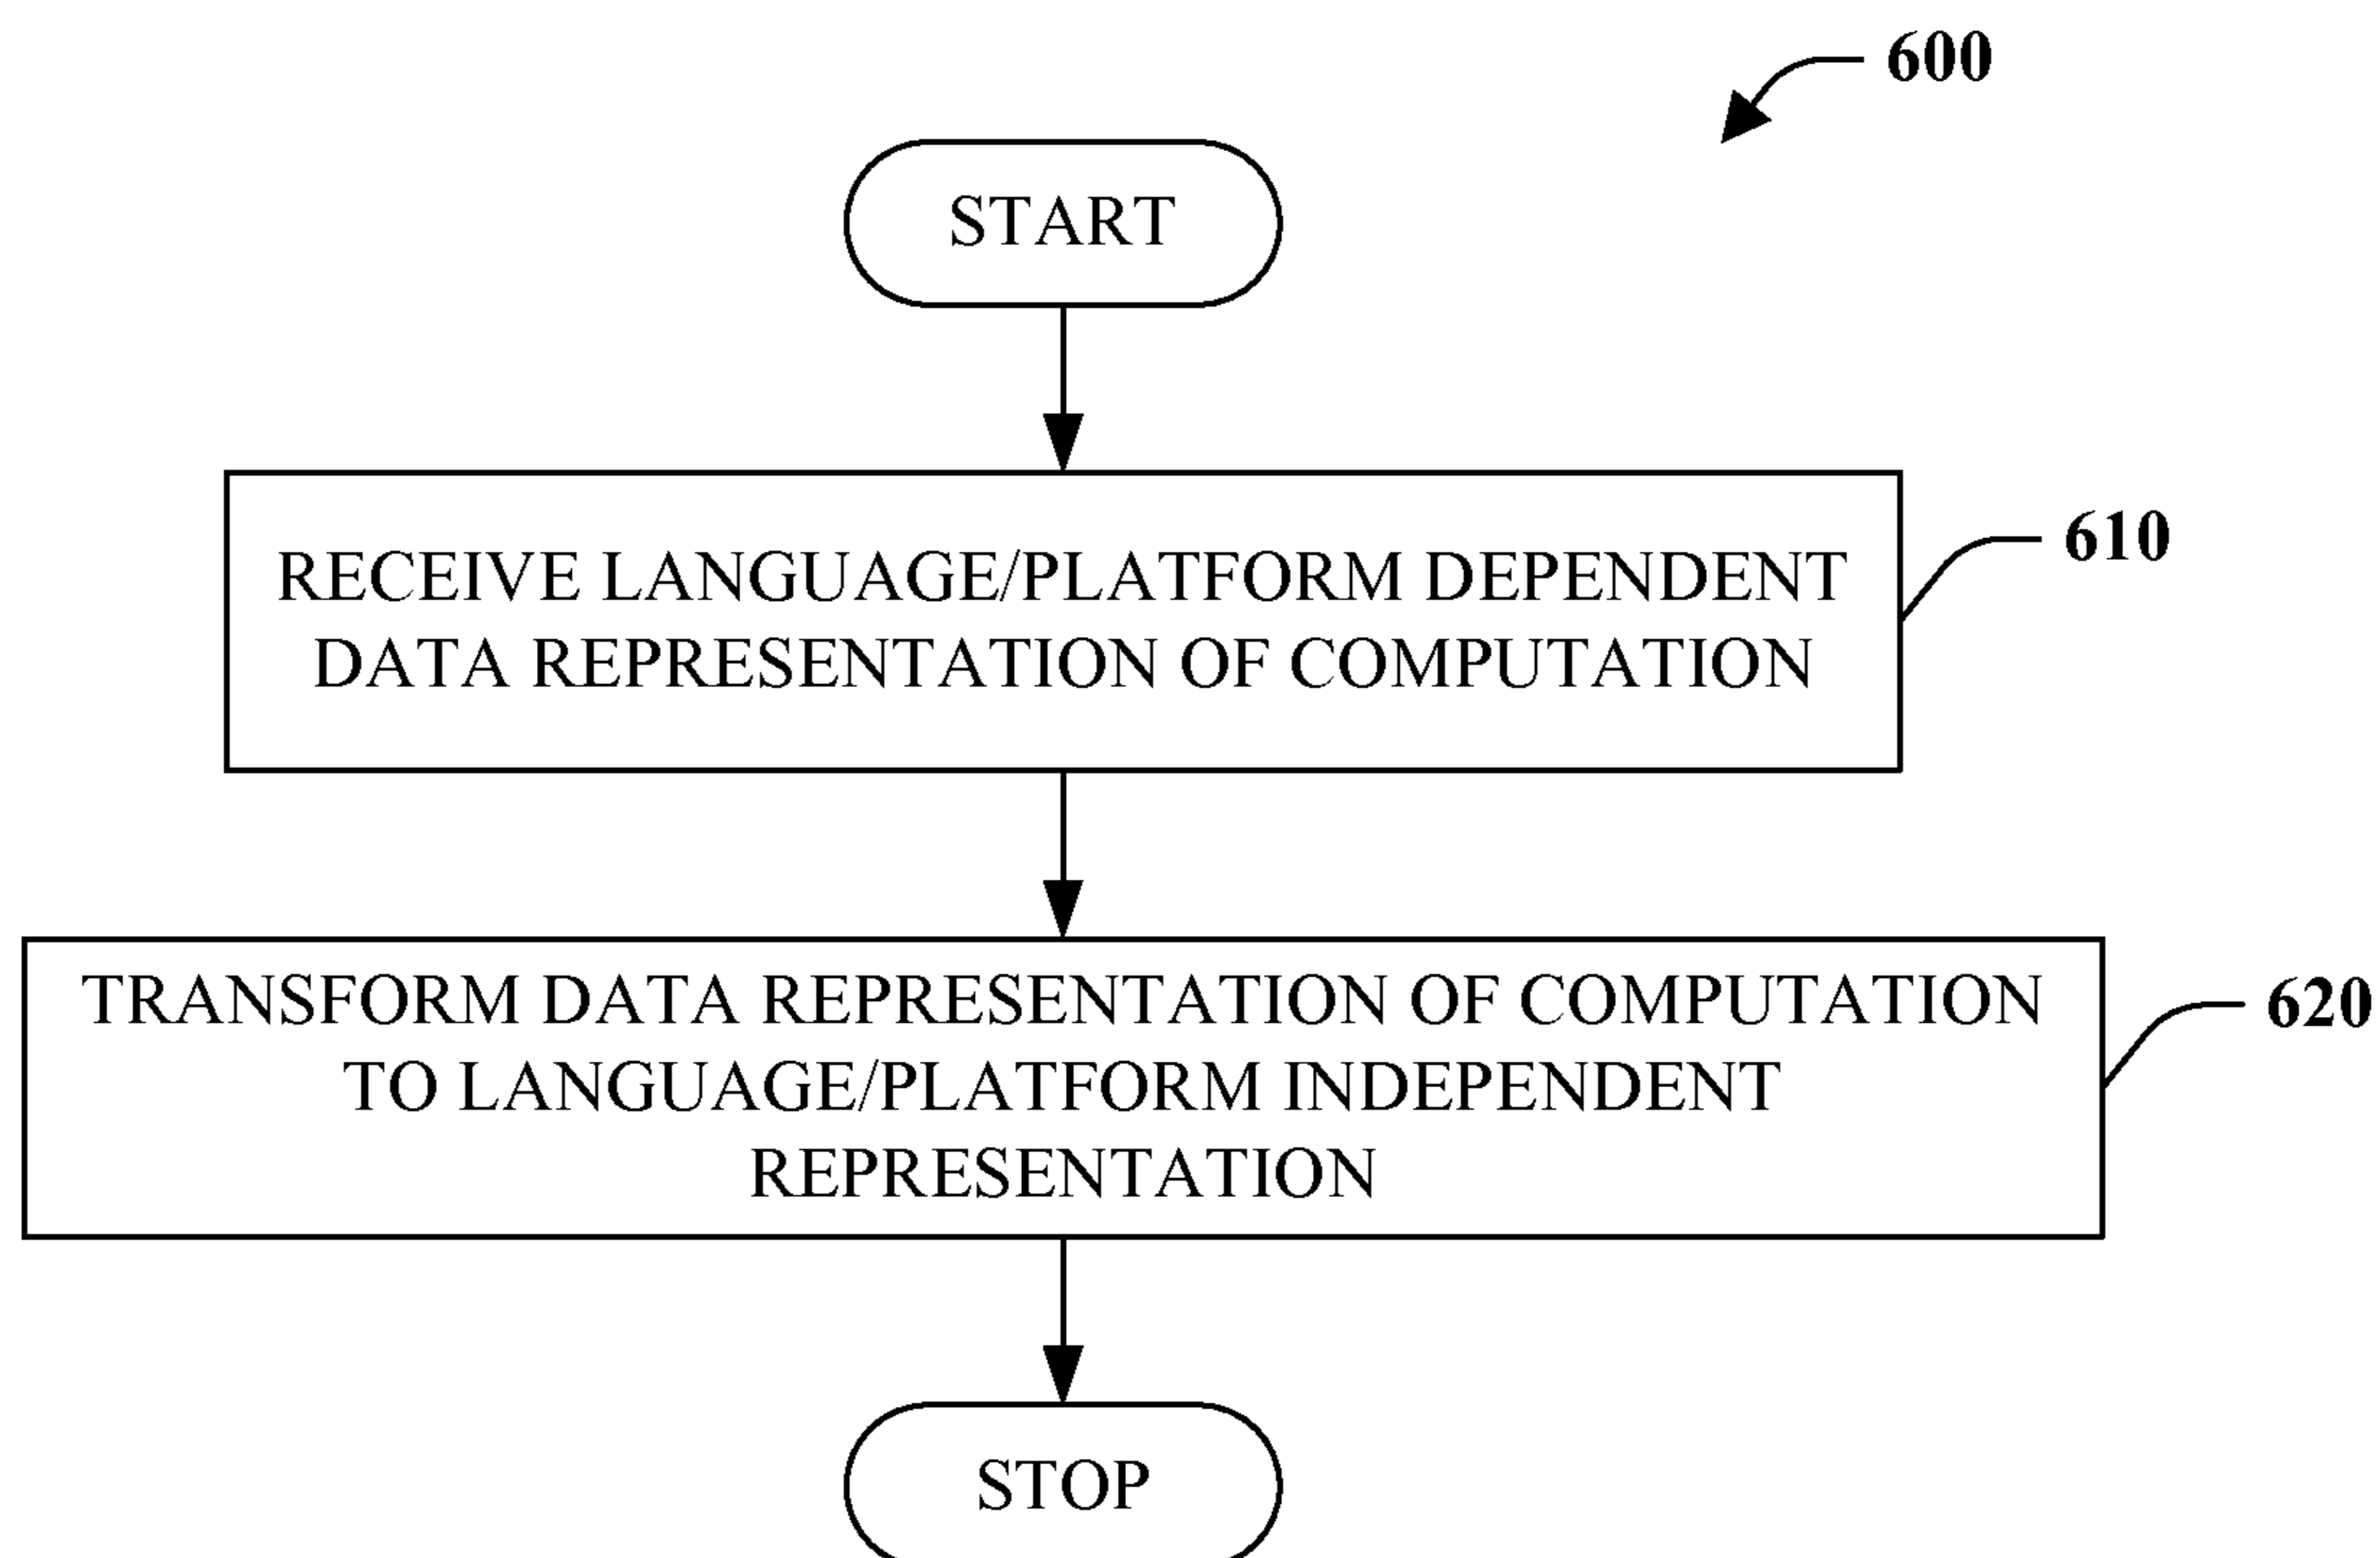 600
START
RECEIVE LANGUAGE/PLATFORM DEPENDENT
DATA REPRESENTATION OF COMPUTATION
610
TRANSFORM DATA REPRESENTATION OF COMPUTATION
TO LANGUAGE/PLATFORM INDEPENDENT
REPRESENTATION
620
STOP